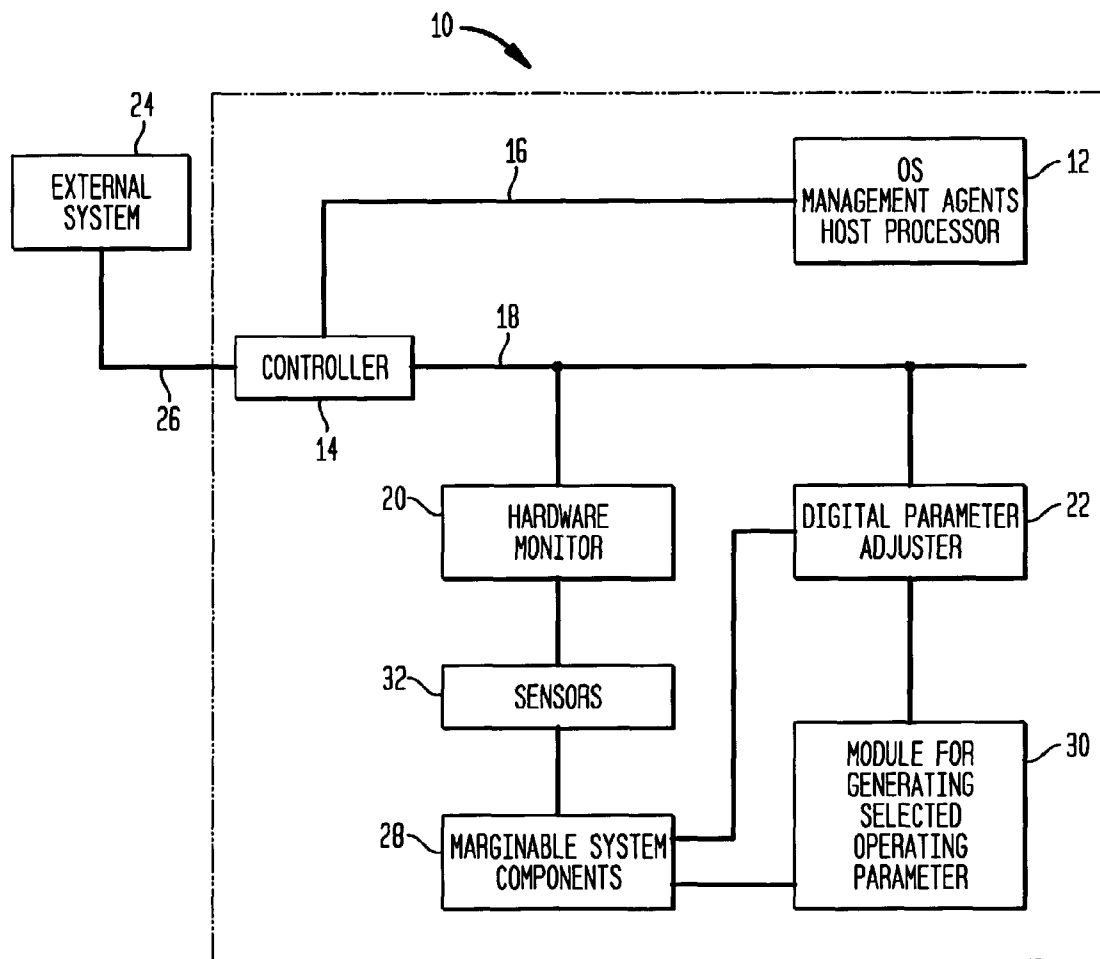 10
24
EXTERNAL
SYSTEM
16
OS
MANAGEMENT AGENTS
HOST PROCESSOR
12
26
CONTROLLER
14
18
20
HARDWARE
MONITOR
DIGITAL PARAMETER
ADJUSTER
22
32
SENSORS
28
MARGINABLE SYSTEM
COMPONENTS
MODULE FOR
GENERATING
SELECTED
OPERATING
PARAMETER
30